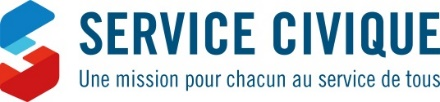 SERVICE CIVIQUE
Une mission pour chacun au service de tous